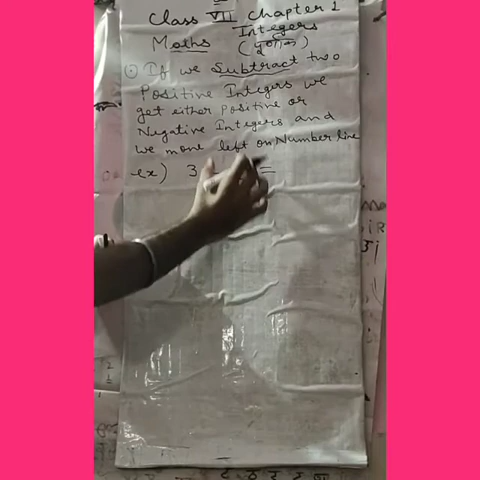 Class VII Chapter 1
Integers
Maths
① If we Subtract two
Positive Integers we
get either Positive or
Negative Integers and
we move left on Number line
ex) 3 =